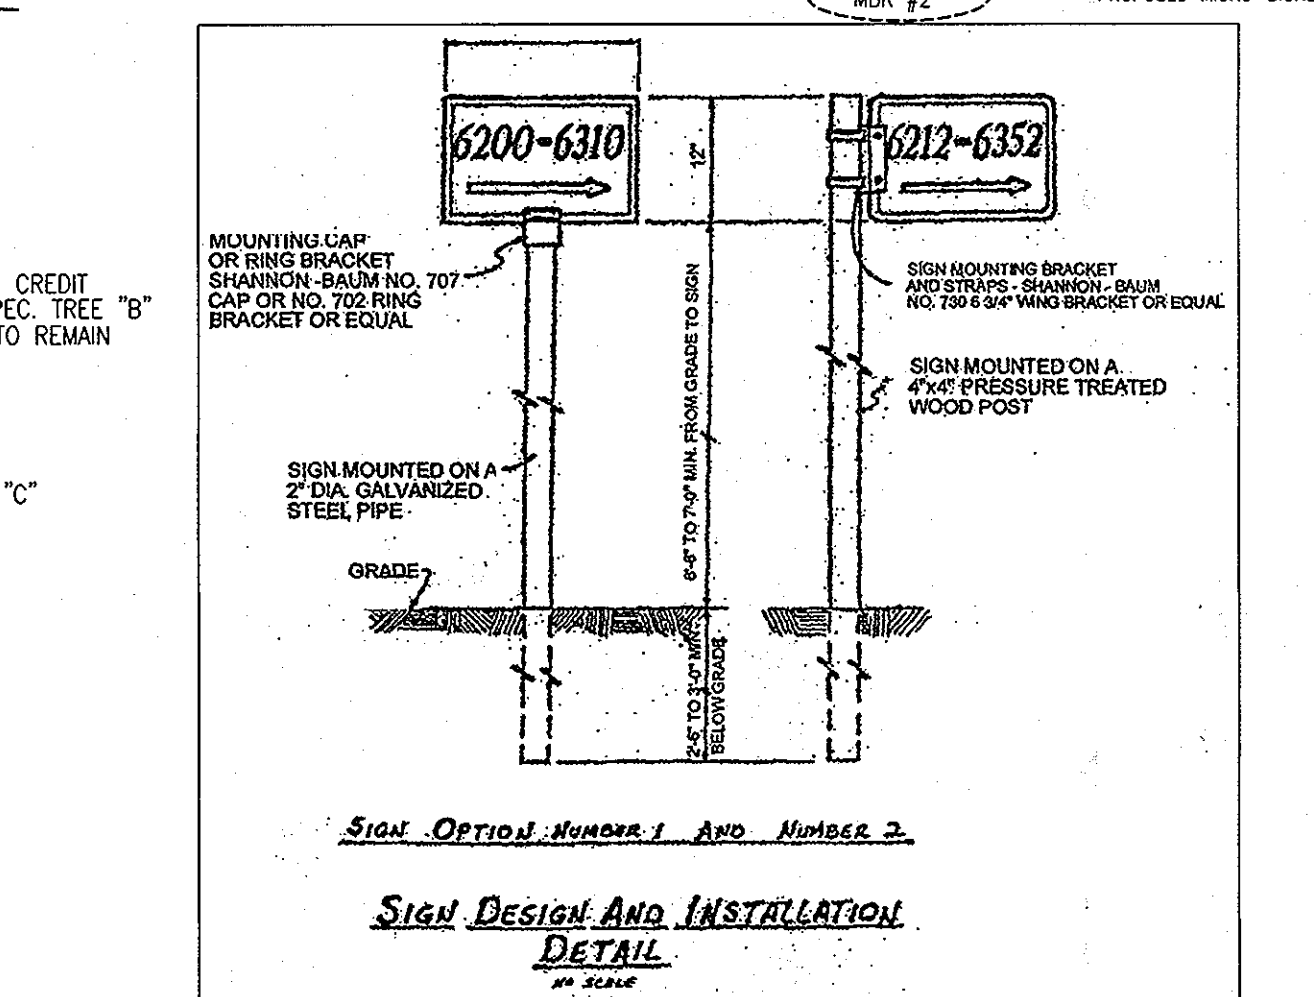 MDR #2
6200-6310
6212-6352
12"
MOUNTING CAP
OR RING BRACKET
SHANNON-BAUM NO. 707
CAP OR NO. 702 RING
BRACKET OR EQUAL
SIGN MOUNTING BRACKET
AND STRAPS - SHANNON - BAUM
NO. 730 6 3/4" WING BRACKET OR EQUAL
CREDIT
PEC. TREE "B"
TO REMAIN
SIGN MOUNTED ON A
4"x4" PRESSURE TREATED
WOOD POST
6'-6" TO 7'-0" MIN. FROM GRADE TO SIGN
SIGN MOUNTED ON A
2" DIA. GALVANIZED
STEEL PIPE
"C"
GRADE
2'-6" TO 3'-0" MIN.
BELOW GRADE
SIGN OPTION NUMBER 1 AND NUMBER 2
SIGN DESIGN AND INSTALLATION
DETAIL
NO SCALE